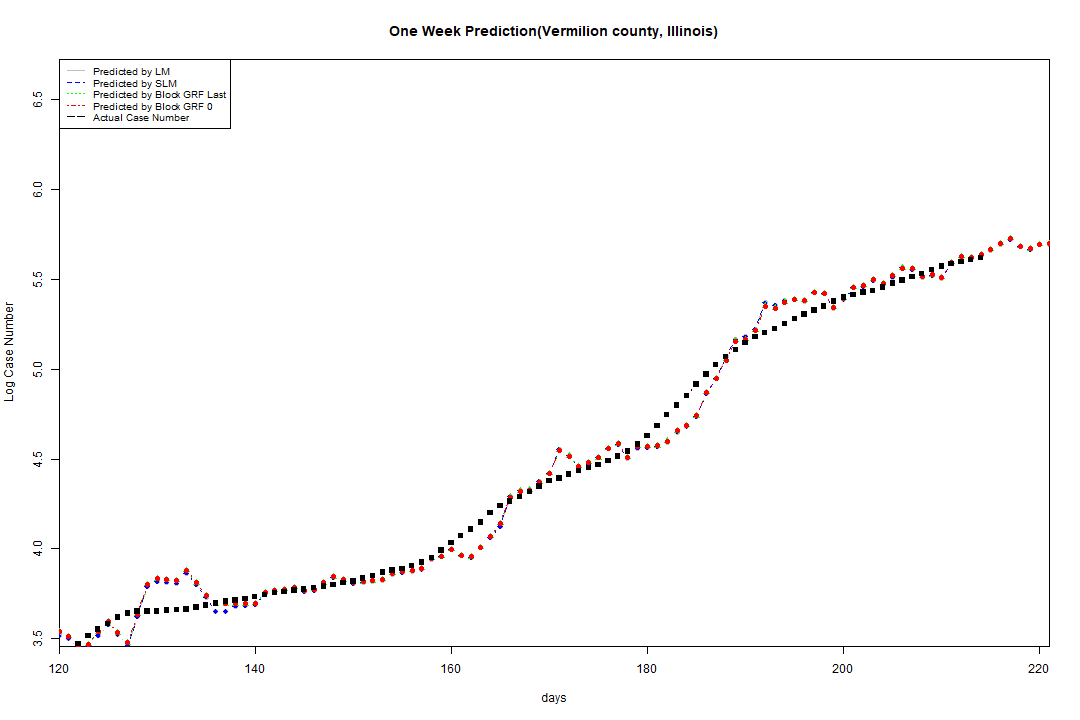 One Week Prediction(Vermilion county, Illinois)
Predicted by LM
Predicted by SLM
Predicted by Block GRF Last
Predicted by Block GRF 0
Actual Case Number
6.5
6.0
5.5
5.0
4.5
4.0
3.5
Log Case Number
120 140 160 180 200 220
days